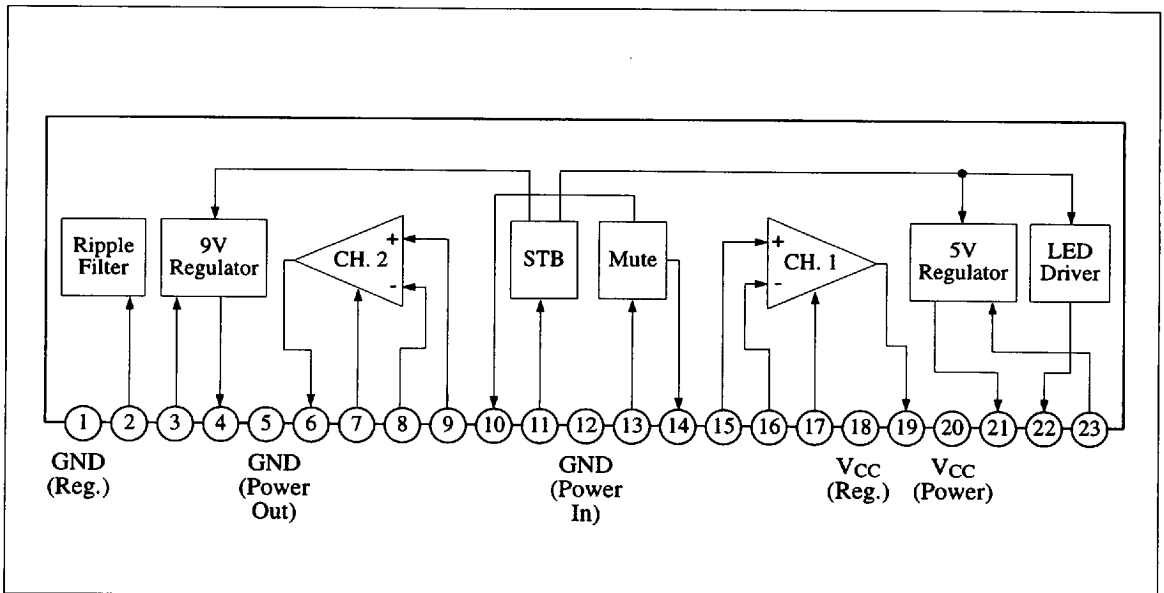 Ripple
Filter
9V
Regulator
CH. 2
+
-
STB
Mute
+
-
CH. 1
5V
Regulator
LED
Driver
1 2 3 4 5 6 7 8 9 10 11 12 13 14 15 16 17 18 19 20 21 22 23
GND
(Reg.)
GND
(Power
Out)
GND
(Power
In)
VCC
(Reg.)
VCC
(Power)